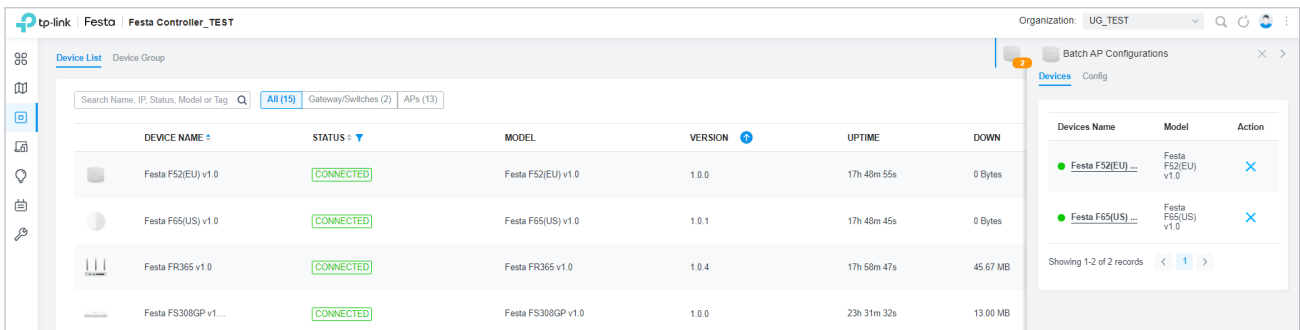 tp-link | Festa | Festa Controller_TEST
Organization: UG_TEST
Device List Device Group
2
Batch AP Configurations
Devices Config
Search Name, IP, Status, Model or Tag All (15) Gateway/Switches (2) APs (13)
DEVICE NAME STATUS MODEL VERSION UPTIME DOWN
Festa F52(EU) v1.0 CONNECTED Festa F52(EU) v1.0 1.0.0 17h 48m 55s 0 Bytes
Festa F65(US) v1.0 CONNECTED Festa F65(US) v1.0 1.0.1 17h 48m 45s 0 Bytes
Festa FR365 v1.0 CONNECTED Festa FR365 v1.0 1.0.4 17h 58m 47s 45.67 MB
Festa FS308GP v1.... CONNECTED Festa FS308GP v1.0 1.0.0 23h 31m 32s 13.00 MB
Devices Name Model Action
Festa F52(EU) ... Festa
F52(EU)
v1.0
Festa F65(US) ... Festa
F65(US)
v1.0
Showing 1-2 of 2 records < 1 >